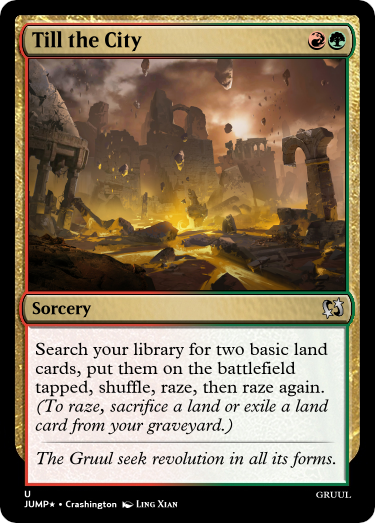 Till the City
Sorcery
Search your library for two basic land
cards, put them on the battlefield
tapped, shuffle, raze, then raze again.
(To raze, sacrifice a land or exile a land
card from your graveyard.)
The Gruul seek revolution in all its forms.
U
GRUUL
JUMP★ • Crashington Ling Xian